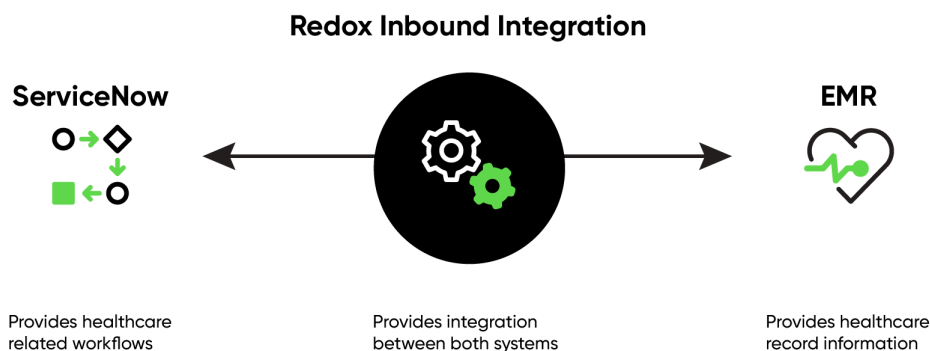 Redox Inbound Integration
ServiceNow
EMR
Provides healthcare
related workflows
Provides integration
between both systems
Provides healthcare
record information